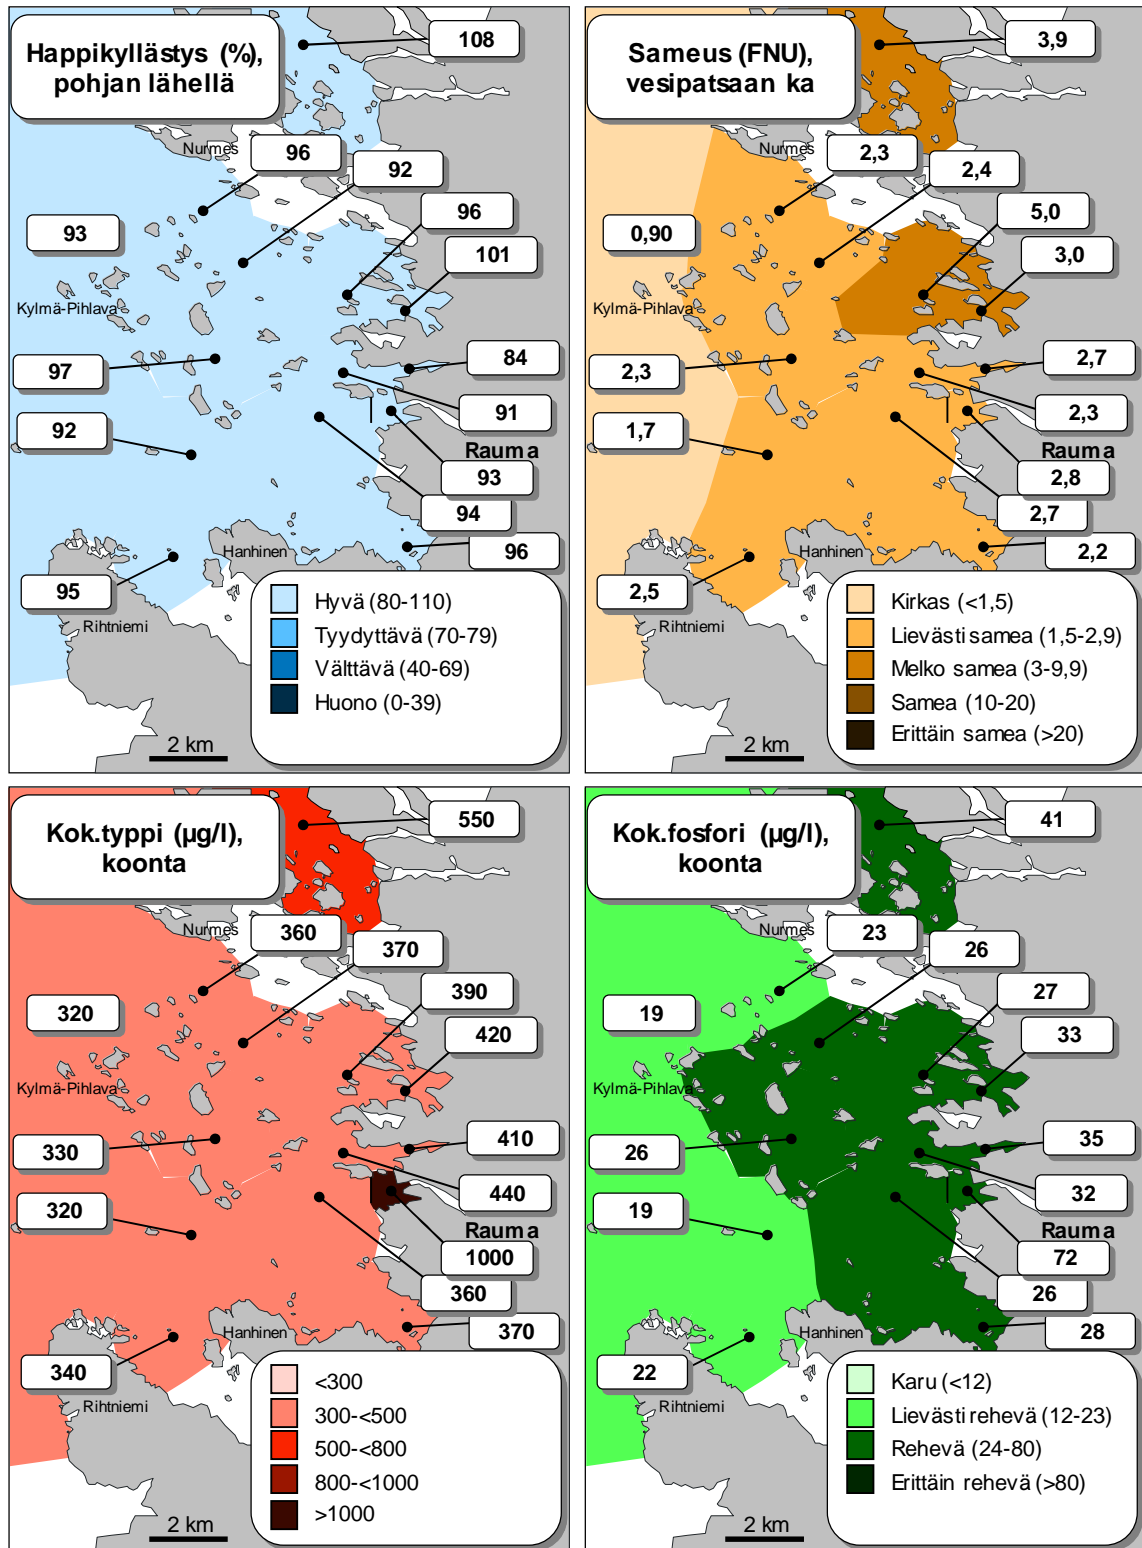 Happikyllästys (%),
pohjan lähellä
108
Nurmes
96
92
96
93
101
Kylmä-Pihlava
97
84
91
92
Rauma
93
94
Hanhinen
96
95
Rihtniemi
Hyvä (80-110)
Tyydyttävä (70-79)
Välttävä (40-69)
Huono (0-39)
2 km
Sameus (FNU),
vesipatsaan ka
3,9
Nurmes
2,3
2,4
5,0
0,90
3,0
Kylmä-Pihlava
2,3
2,7
2,3
1,7
Rauma
2,8
2,7
Hanhinen
2,2
2,5
Rihtniemi
Kirkas (<1,5)
Lievästi samea (1,5-2,9)
Melko samea (3-9,9)
Samea (10-20)
Erittäin samea (>20)
2 km
Kok.typpi (µg/l),
koonta
550
Nurmes
360
370
390
320
420
Kylmä-Pihlava
330
410
440
320
Rauma
1000
360
Hanhinen
370
340
Rihtniemi
<300
300-<500
500-<800
800-<1000
>1000
2 km
Kok.fosfori (µg/l),
koonta
41
Nurmes
23
26
27
19
33
Kylmä-Pihlava
26
35
32
19
Rauma
72
26
Hanhinen
28
22
Rihtniemi
Karu (<12)
Lievästi rehevä (12-23)
Rehevä (24-80)
Erittäin rehevä (>80)
2 km